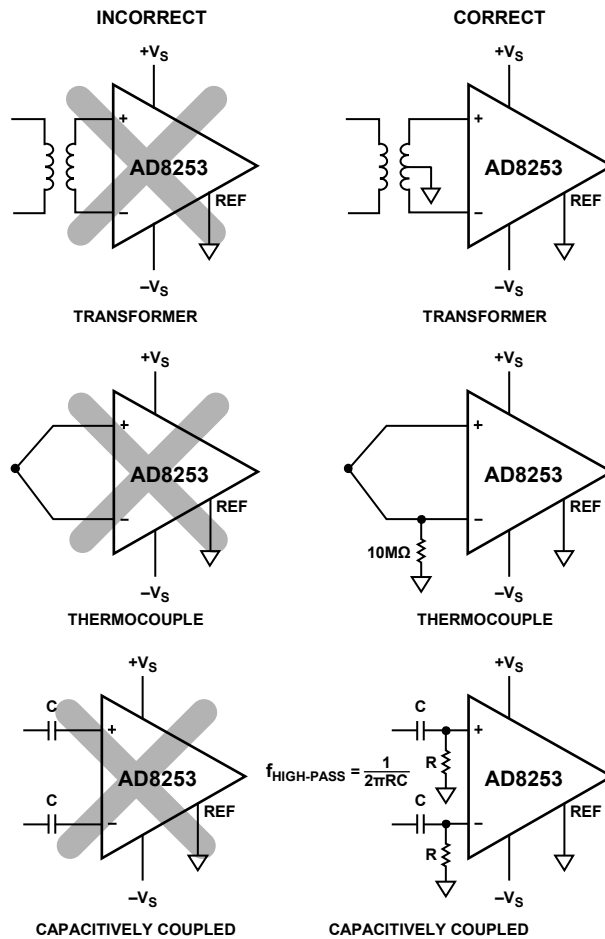 INCORRECT
CORRECT
+VS
+
AD8253
−
REF
−VS
TRANSFORMER
+VS
+
AD8253
−
REF
−VS
TRANSFORMER
+VS
+
AD8253
−
REF
−VS
THERMOCOUPLE
+VS
+
AD8253
−
REF
10MΩ
−VS
THERMOCOUPLE
+VS
C
+
AD8253
C
−
REF
−VS
CAPACITIVELY COUPLED
+VS
C
+
R
fHIGH-PASS = 1/2πRC
AD8253
C
−
R
REF
−VS
CAPACITIVELY COUPLED